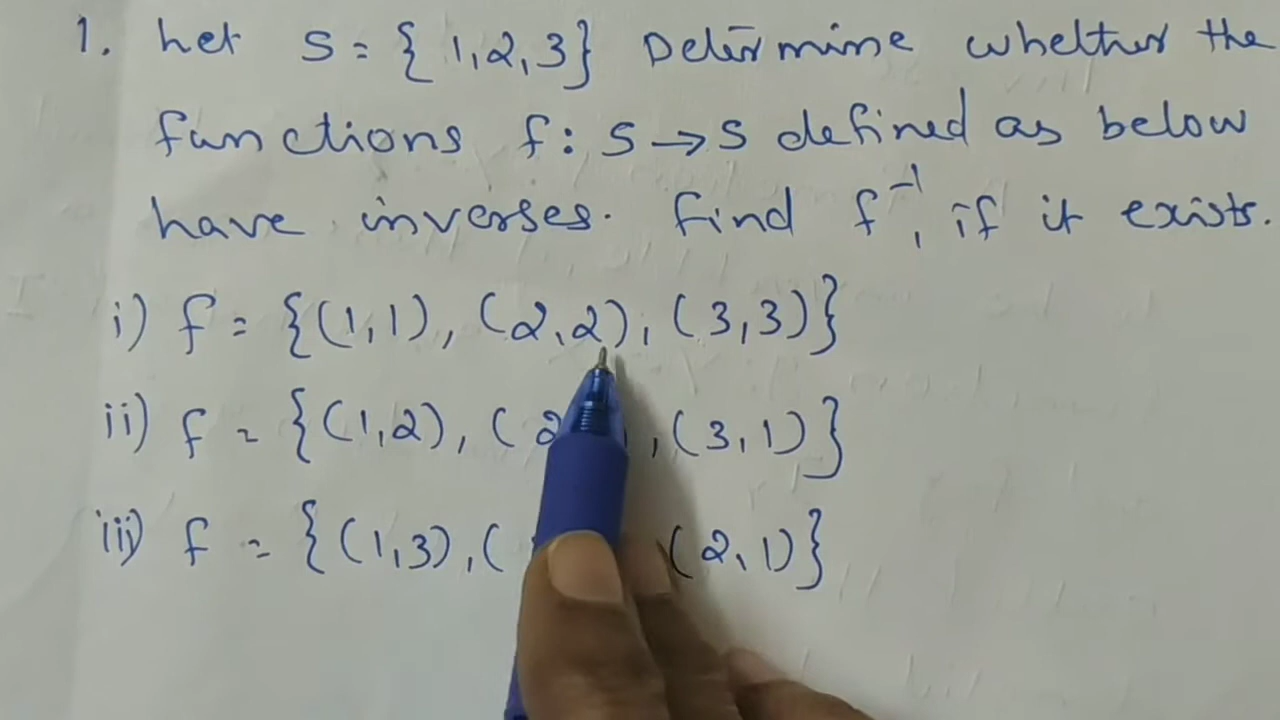 1. Let S = { 1,2,3} Determine whether the
functions f : S → S defined as below
have inverses. Find f⁻¹, if it exists.
i) f = {(1,1), (2,2), (3,3)}
ii) f = {(1,2), (2 , (3,1)}
iii) f = {(1,3), ( (2,1)}